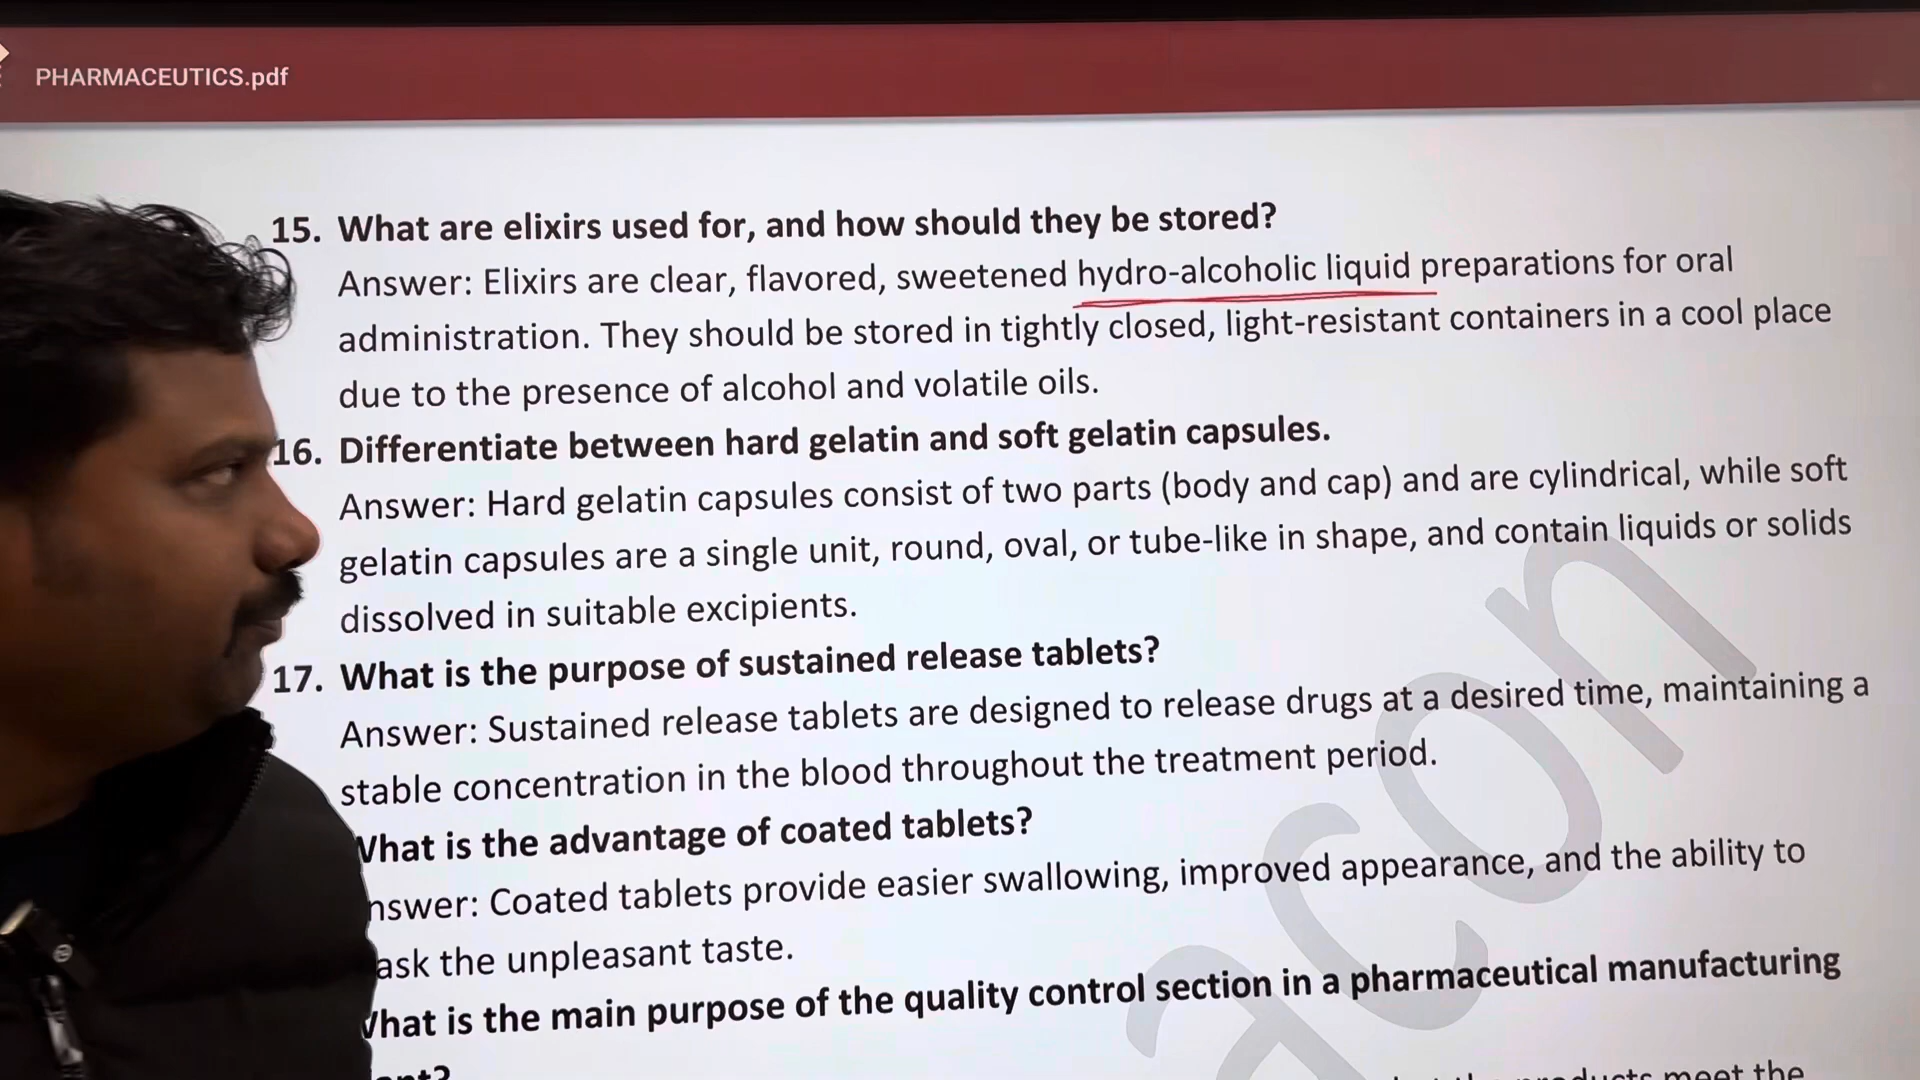 PHARMACEUTICS.pdf
15. What are elixirs used for, and how should they be stored?
Answer: Elixirs are clear, flavored, sweetened hydro-alcoholic liquid preparations for oral
administration. They should be stored in tightly closed, light-resistant containers in a cool place
due to the presence of alcohol and volatile oils.
16. Differentiate between hard gelatin and soft gelatin capsules.
Answer: Hard gelatin capsules consist of two parts (body and cap) and are cylindrical, while soft
gelatin capsules are a single unit, round, oval, or tube-like in shape, and contain liquids or solids
dissolved in suitable excipients.
17. What is the purpose of sustained release tablets?
Answer: Sustained release tablets are designed to release drugs at a desired time, maintaining a
stable concentration in the blood throughout the treatment period.
What is the advantage of coated tablets?
nswer: Coated tablets provide easier swallowing, improved appearance, and the ability to
ask the unpleasant taste.
What is the main purpose of the quality control section in a pharmaceutical manufacturing
products meet the
acon